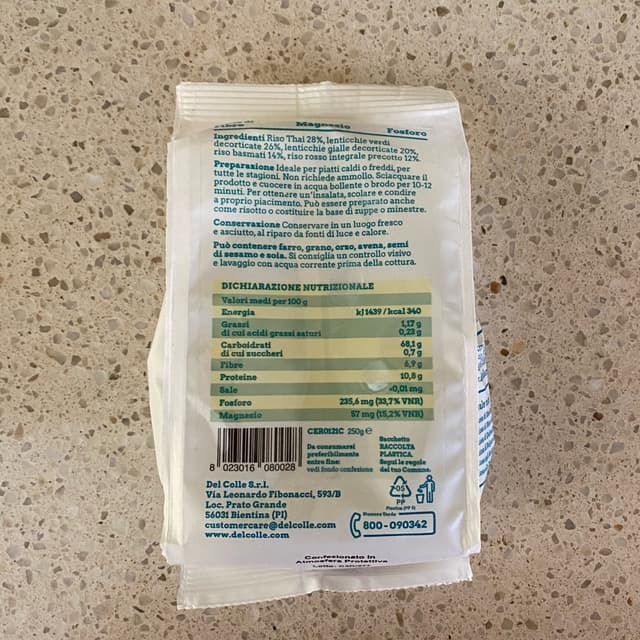 Fibre
Magnesio
Fosforo
Ingredienti Riso Thai 28%, lenticchie verdi
decorticate 26%, lenticchie gialle decorticate 20%,
riso basmati 14%, riso rosso integrale precotto 12%.
Preparazione Ideale per piatti caldi o freddi, per
tutte le stagioni. Non richiede ammollo. Sciacquare il
prodotto e cuocere in acqua bollente o brodo per 10-12
minuti. Per ottenere un'insalata, scolare e condire
a proprio piacimento. Può essere preparato anche
come risotto o costituire la base di suppe o minestre.
Conservazione Conservare in un luogo fresco
e asciutto, al riparo da fonti di luce e calore.
Può contenere farro, grano, orzo, avena, semi
di sesamo e soia. Si consiglia un controllo visivo
e lavaggio con acqua corrente prima della cottura.
DICHIARAZIONE NUTRIZIONALE
Valori medi per 100 g
Energia kJ 1439 / kcal 340
Grassi 1,17 g
di cui acidi grassi saturi 0,23 g
Carboidrati 68,1 g
di cui zuccheri 0,7 g
Fibre 6,9 g
Proteine 10,8 g
Sale <0,01 mg
Fosforo 235,6 mg (33,7% VNR)
Magnesio 57 mg (15,2% VNR)
8 023016 080028
CER0121C 250g e
Da consumarsi
preferibilmente
entro fine:
vedi fondo confezione
Sacchetto
RACCOLTA
PLASTICA.
Segui le regole
del tuo Comune.
05
PP
Plastica (PP 5)
Del Colle S.r.l.
Via Leonardo Fibonacci, 593/B
Loc. Prato Grande
56031 Bientina (PI)
customercare@delcolle.com
www.delcolle.com
Numero Verde
800-090342
Confezionato in
Atmosfera Protettiva